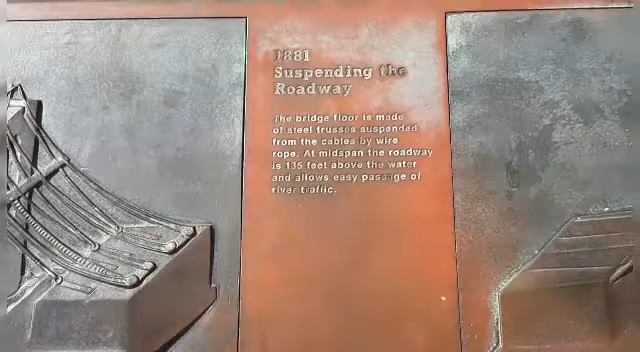 1881
Suspending the
Roadway
The bridge floor is made
of steel trusses suspended
from the cables by wire
rope. At midspan the roadway
is 135 feet above the water
and allows easy passage of
river traffic.